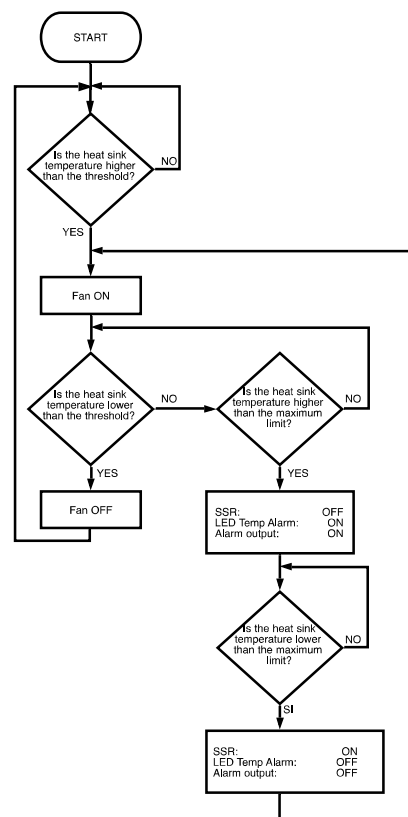 START
Is the heat sink
temperature higher
than the threshold?
NO
YES
Fan ON
Is the heat sink
temperature lower
than the threshold?
NO
Is the heat sink
temperature higher
than the maximum
limit?
NO
YES
YES
Fan OFF
SSR: OFF
LED Temp Alarm: ON
Alarm output: ON
Is the heat sink
temperature lower
than the maximum
limit?
NO
SI
SSR: ON
LED Temp Alarm: OFF
Alarm output: OFF